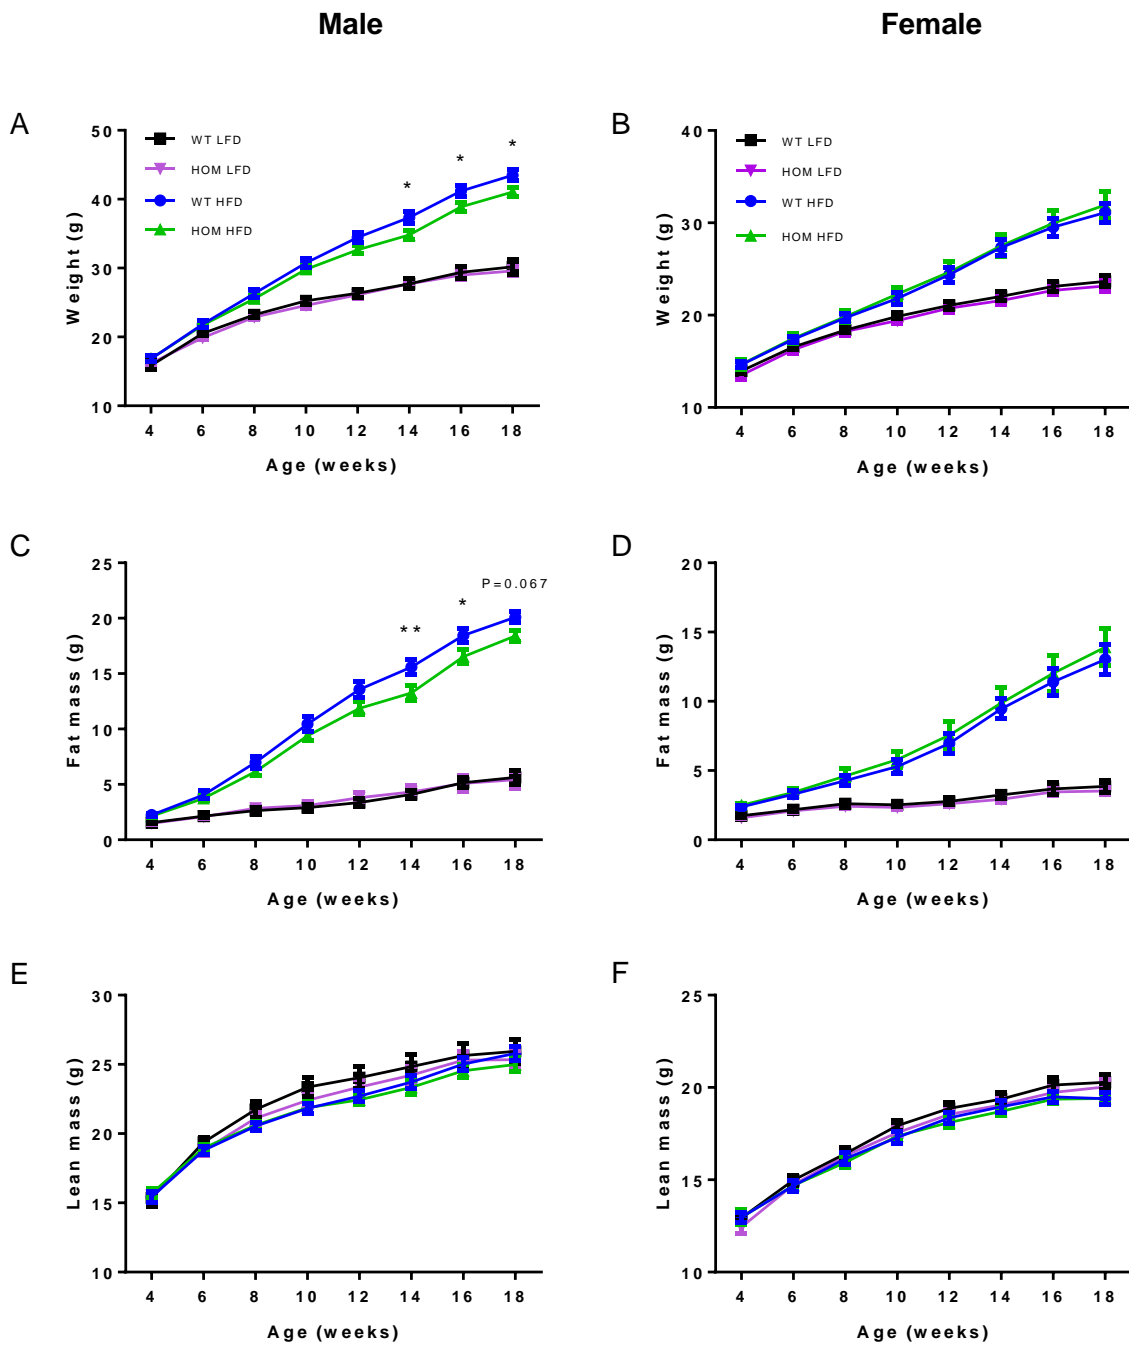 Male
Female
A
50
40
30
20
10
Weight (g)
WT LFD
HOM LFD
WT HFD
HOM HFD
*
*
*
4 6 8 10 12 14 16 18
Age (weeks)
B
40
30
20
10
Weight (g)
WT LFD
HOM LFD
WT HFD
HOM HFD
4 6 8 10 12 14 16 18
Age (weeks)
C
25
20
15
10
5
0
Fat mass (g)
**
*
P=0.067
4 6 8 10 12 14 16 18
Age (weeks)
D
20
15
10
5
0
Fat mass (g)
4 6 8 10 12 14 16 18
Age (weeks)
E
30
25
20
15
10
Lean mass (g)
4 6 8 10 12 14 16 18
Age (weeks)
F
25
20
15
10
Lean mass (g)
4 6 8 10 12 14 16 18
Age (weeks)